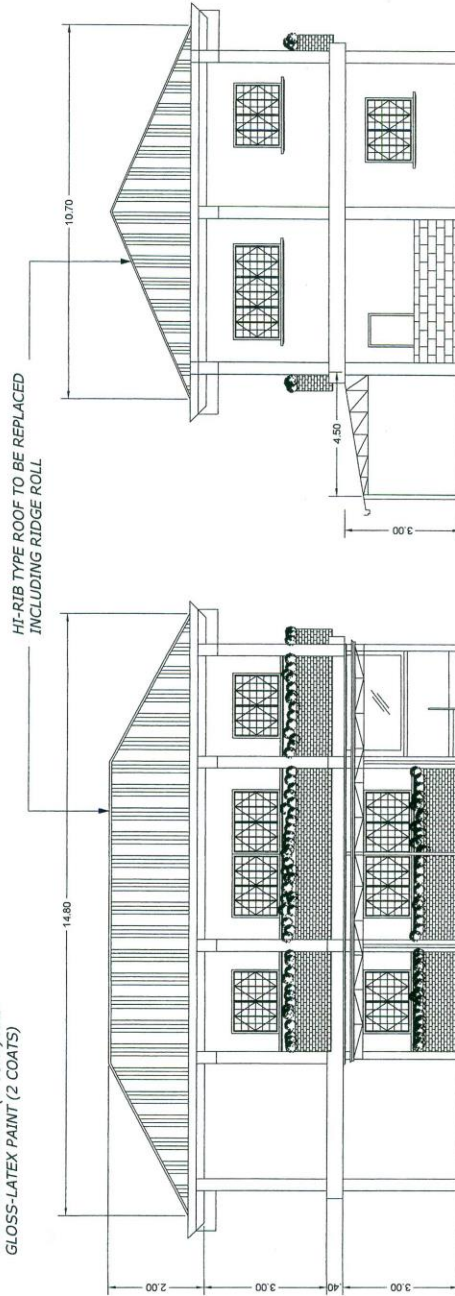 GLOSS-LATEX PAINT (2 COATS)
HI-RIB TYPE ROOF TO BE REPLACED
INCLUDING RIDGE ROLL
14.80
10.70
2.00
3.00
.40
3.00
4.50
3.00